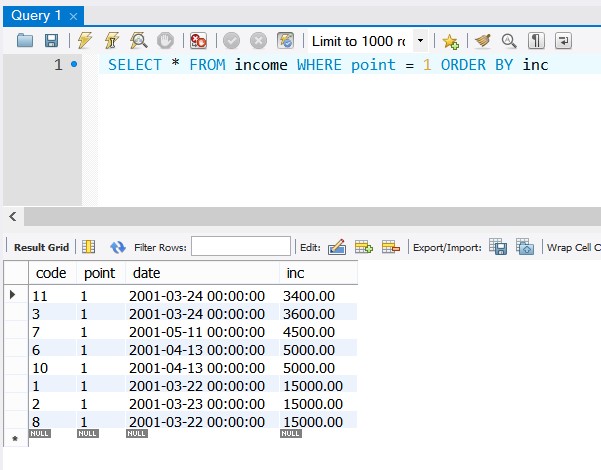 Query 1 ×
Limit to 1000 rc
1 SELECT * FROM income WHERE point = 1 ORDER BY inc
Result Grid Filter Rows: Edit: Export/Import: Wrap Cell C
code point date inc
11 1 2001-03-24 00:00:00 3400.00
3 1 2001-03-24 00:00:00 3600.00
7 1 2001-05-11 00:00:00 4500.00
6 1 2001-04-13 00:00:00 5000.00
10 1 2001-04-13 00:00:00 5000.00
1 1 2001-03-22 00:00:00 15000.00
2 1 2001-03-23 00:00:00 15000.00
8 1 2001-03-22 00:00:00 15000.00
* NULL NULL NULL NULL